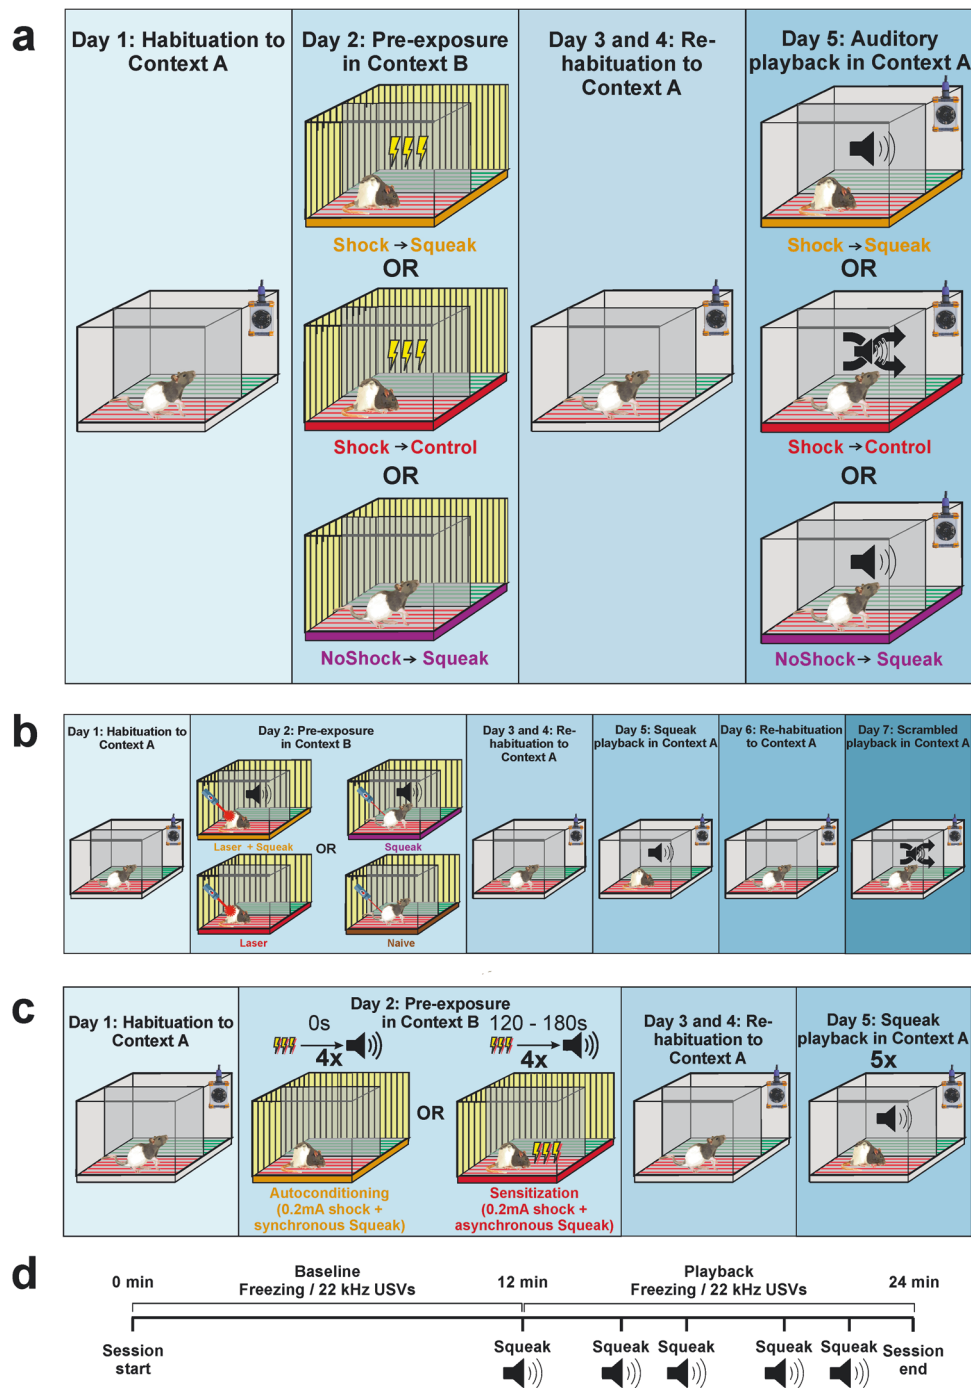 a
Day 1: Habituation to
Context A
Day 2: Pre-exposure
in Context B
Day 3 and 4: Re-
habituation to
Context A
Day 5: Auditory
playback in Context A
Shock → Squeak
OR
Shock → Control
OR
NoShock → Squeak
Shock → Squeak
OR
Shock → Control
OR
NoShock → Squeak
b
Day 1: Habituation to
Context A
Day 2: Pre-exposure
in Context B
Laser + Squeak
OR
Squeak
Laser
Naive
Day 3 and 4: Re-
habituation to
Context A
Day 5: Squeak
playback in Context A
Day 6: Re-habituation
to Context A
Day 7: Scrambled
playback in Context A
c
Day 1: Habituation to
Context A
Day 2: Pre-exposure
in Context B
0s
4x
120 - 180s
4x
OR
Autoconditioning
(0.2mA shock +
synchronous Squeak)
Sensitization
(0.2mA shock +
asynchronous Squeak)
Day 3 and 4: Re-
habituation to
Context A
Day 5: Squeak
playback in Context A
5x
d
0 min
Baseline
Freezing / 22 kHz USVs
12 min
Playback
Freezing / 22 kHz USVs
24 min
Session
start
Squeak
Squeak
Squeak
Squeak
Squeak
Session
end